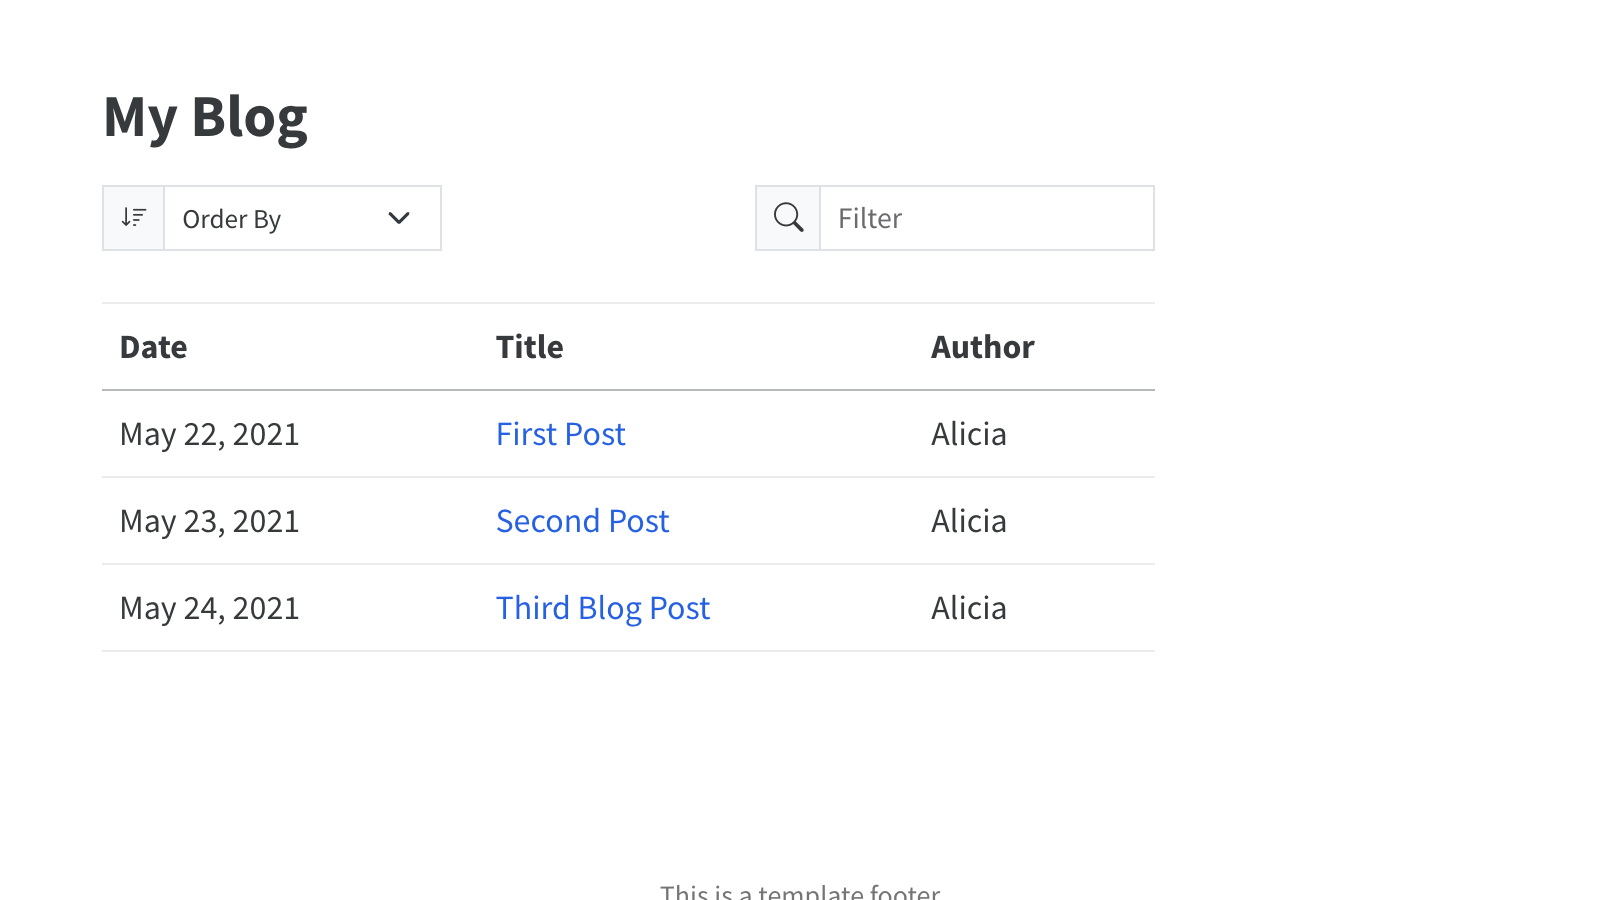 My Blog
Order By
Filter
Date Title Author
May 22, 2021 First Post Alicia
May 23, 2021 Second Post Alicia
May 24, 2021 Third Blog Post Alicia
This is a template footer